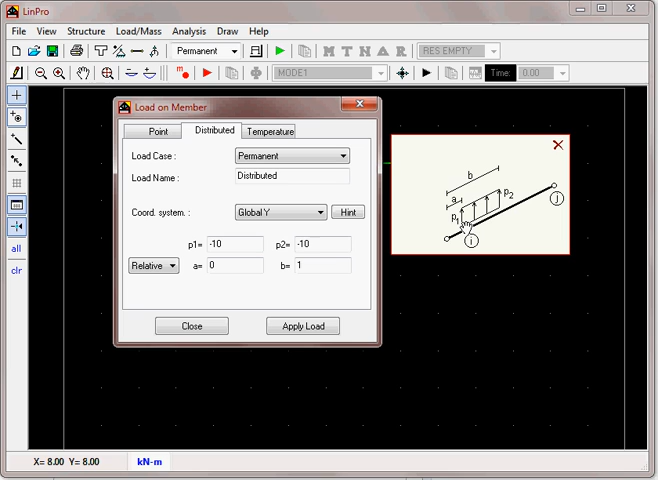 LinPro
File View Structure Load/Mass Analysis Draw Help
Permanent M T N A R RES EMPTY
m MODE1 Time: 0.00
Load on Member
Point Distributed Temperature
Load Case : Permanent
Load Name : Distributed
Coord. system. : Global Y Hint
p1= -10 p2= -10
Relative a= 0 b= 1
Close Apply Load
b
a p2
p1
j
i
all
clr
X= 8.00 Y= 8.00 kN-m